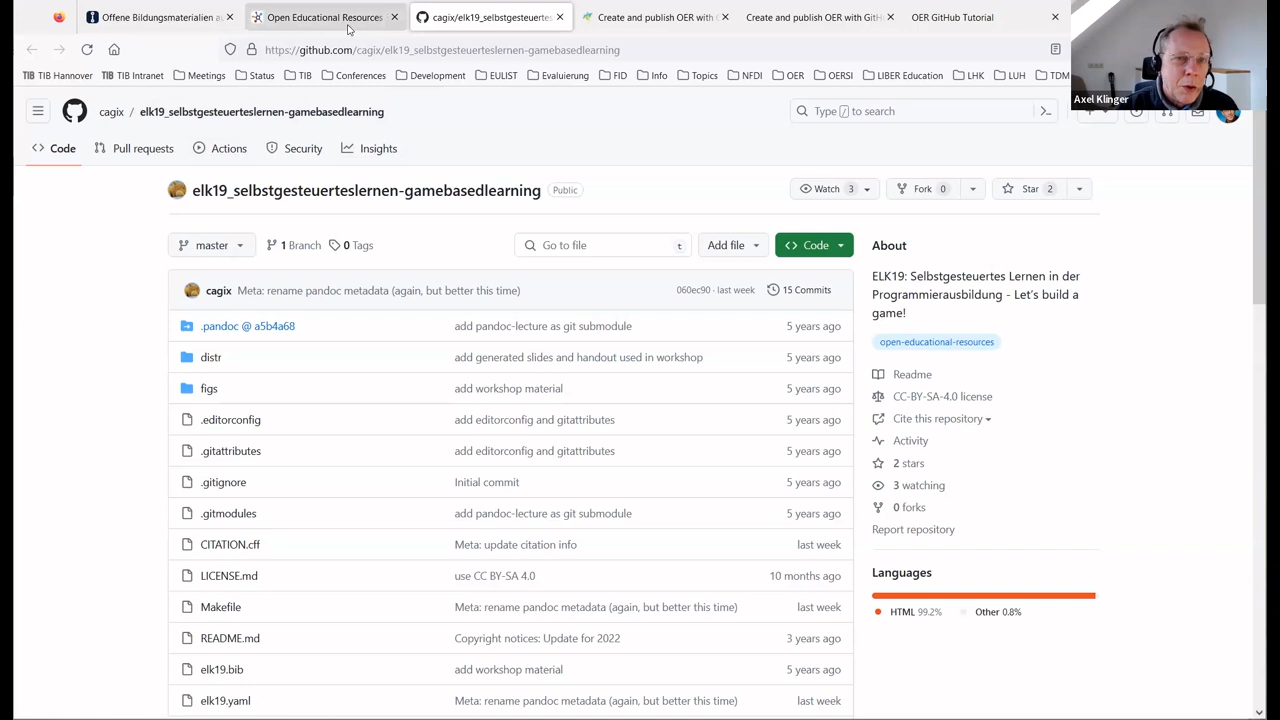 Offene Bildungsmaterialien a
Open Educational Resources
cagix/elk19_selbstgesteuertes
Create and publish OER with
Create and publish OER with GitH
OER GitHub Tutorial
https://github.com/cagix/elk19_selbstgesteuerteslernen-gamebasedlearning
TIB Hannover
TIB Intranet
Meetings
Status
TIB
Conferences
Development
EULIST
Evaluierung
FID
Info
Topics
NFDI
OER
OERSI
LIBER Education
LHK
LUH
TDM
Axel Klinger
cagix / elk19_selbstgesteuerteslernen-gamebasedlearning
Type / to search
Code
Pull requests
Actions
Security
Insights
elk19_selbstgesteuerteslernen-gamebasedlearning Public
Watch 3
Fork 0
Star 2
master
1 Branch
0 Tags
Go to file t
Add file
<> Code
cagix Meta: rename pandoc metadata (again, but better this time) 060ec90 · last week 15 Commits
.pandoc @ a5b4a68 add pandoc-lecture as git submodule 5 years ago
distr add generated slides and handout used in workshop 5 years ago
figs add workshop material 5 years ago
.editorconfig add editorconfig and gitattributes 5 years ago
.gitattributes add editorconfig and gitattributes 5 years ago
.gitignore Initial commit 5 years ago
.gitmodules add pandoc-lecture as git submodule 5 years ago
CITATION.cff Meta: update citation info last week
LICENSE.md use CC BY-SA 4.0 10 months ago
Makefile Meta: rename pandoc metadata (again, but better this time) last week
README.md Copyright notices: Update for 2022 3 years ago
elk19.bib add workshop material 5 years ago
elk19.yaml Meta: rename pandoc metadata (again, but better this time) last week
About
ELK19: Selbstgesteuertes Lernen in der
Programmierausbildung - Let's build a
game!
open-educational-resources
Readme
CC-BY-SA-4.0 license
Cite this repository
Activity
2 stars
3 watching
0 forks
Report repository
Languages
HTML 99.2%
Other 0.8%